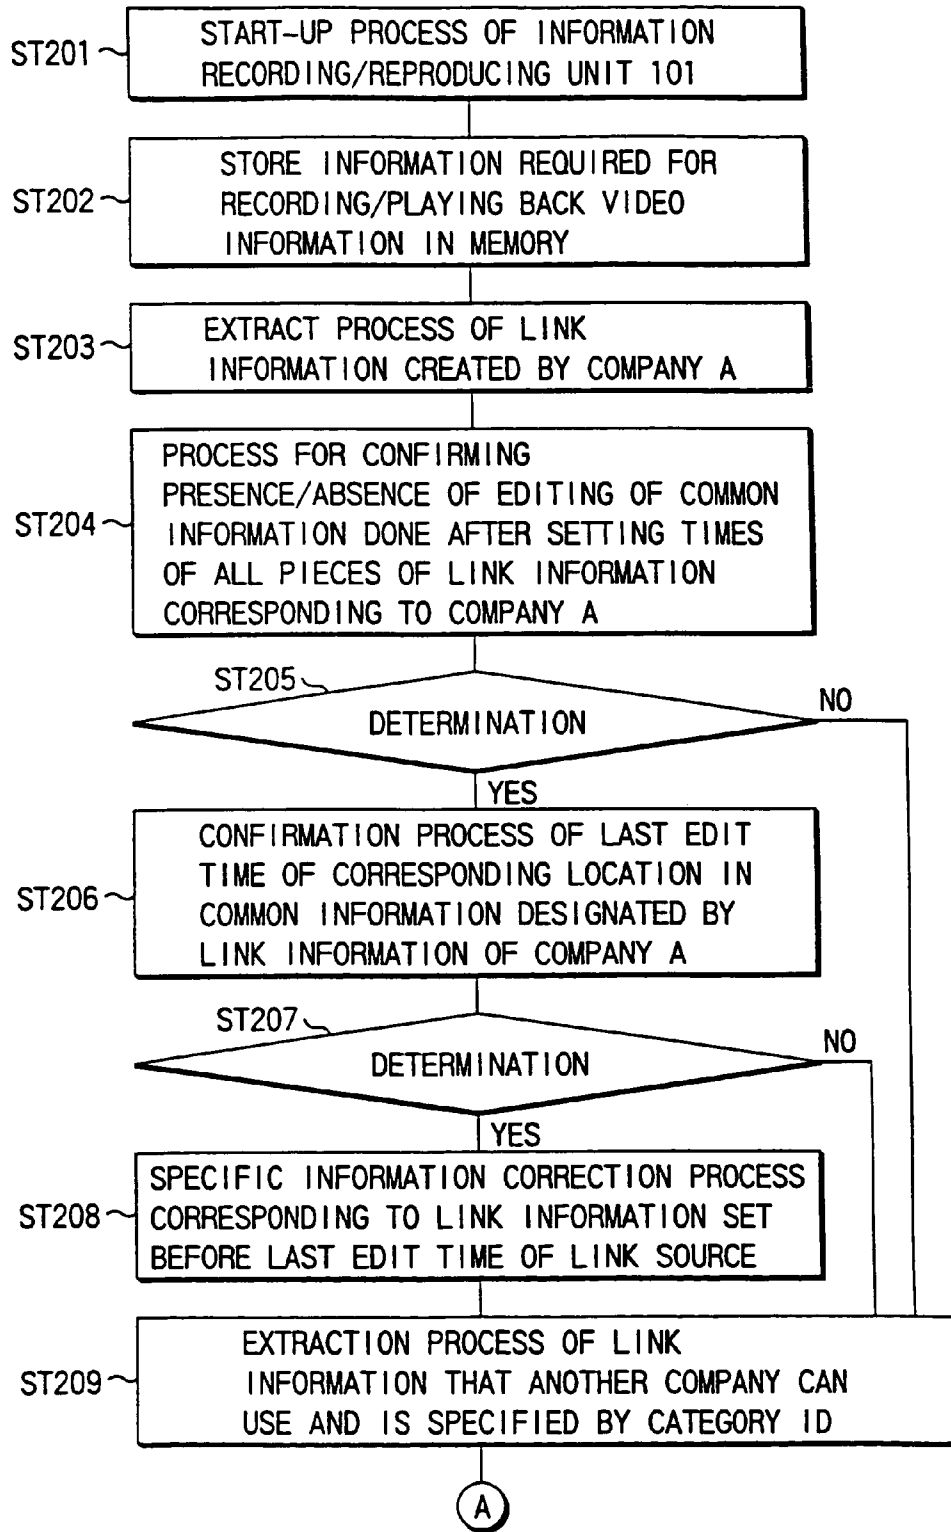 ST201
START-UP PROCESS OF INFORMATION
RECORDING/REPRODUCING UNIT 101
ST202
STORE INFORMATION REQUIRED FOR
RECORDING/PLAYING BACK VIDEO
INFORMATION IN MEMORY
ST203
EXTRACT PROCESS OF LINK
INFORMATION CREATED BY COMPANY A
ST204
PROCESS FOR CONFIRMING
PRESENCE/ABSENCE OF EDITING OF COMMON
INFORMATION DONE AFTER SETTING TIMES
OF ALL PIECES OF LINK INFORMATION
CORRESPONDING TO COMPANY A
ST205
DETERMINATION
NO
YES
ST206
CONFIRMATION PROCESS OF LAST EDIT
TIME OF CORRESPONDING LOCATION IN
COMMON INFORMATION DESIGNATED BY
LINK INFORMATION OF COMPANY A
ST207
DETERMINATION
NO
YES
ST208
SPECIFIC INFORMATION CORRECTION PROCESS
CORRESPONDING TO LINK INFORMATION SET
BEFORE LAST EDIT TIME OF LINK SOURCE
ST209
EXTRACTION PROCESS OF LINK
INFORMATION THAT ANOTHER COMPANY CAN
USE AND IS SPECIFIED BY CATEGORY ID
A